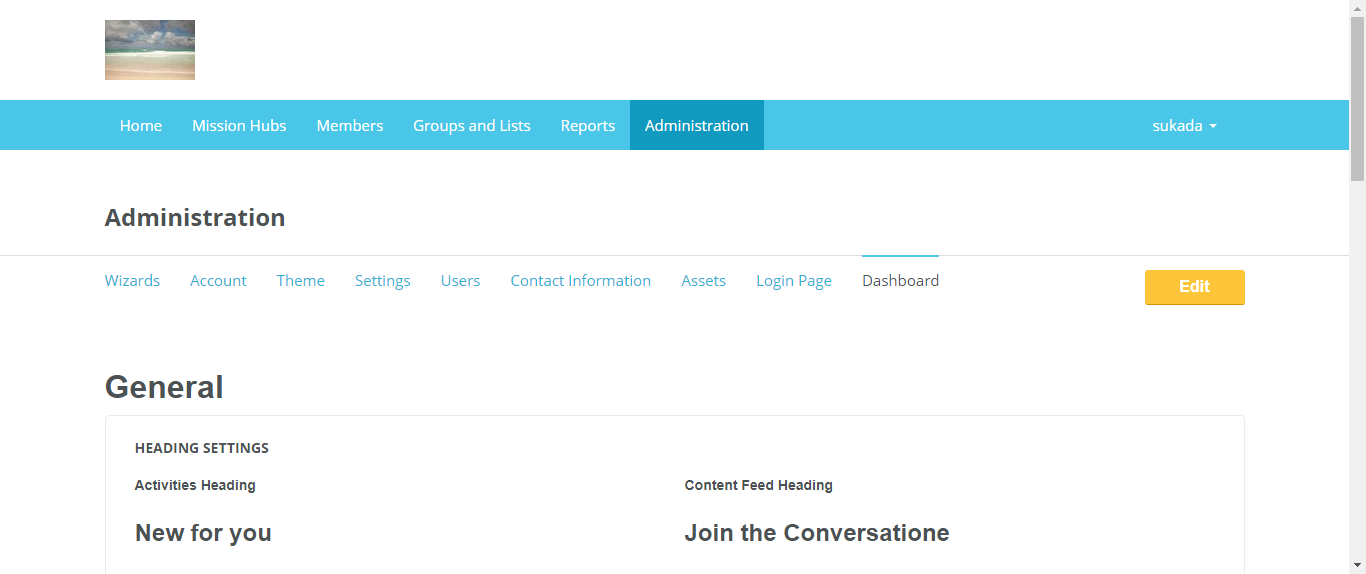 Home Mission Hubs Members Groups and Lists Reports Administration sukada
Administration
Wizards Account Theme Settings Users Contact Information Assets Login Page Dashboard Edit
General
HEADING SETTINGS
Activities Heading Content Feed Heading
New for you Join the Conversatione